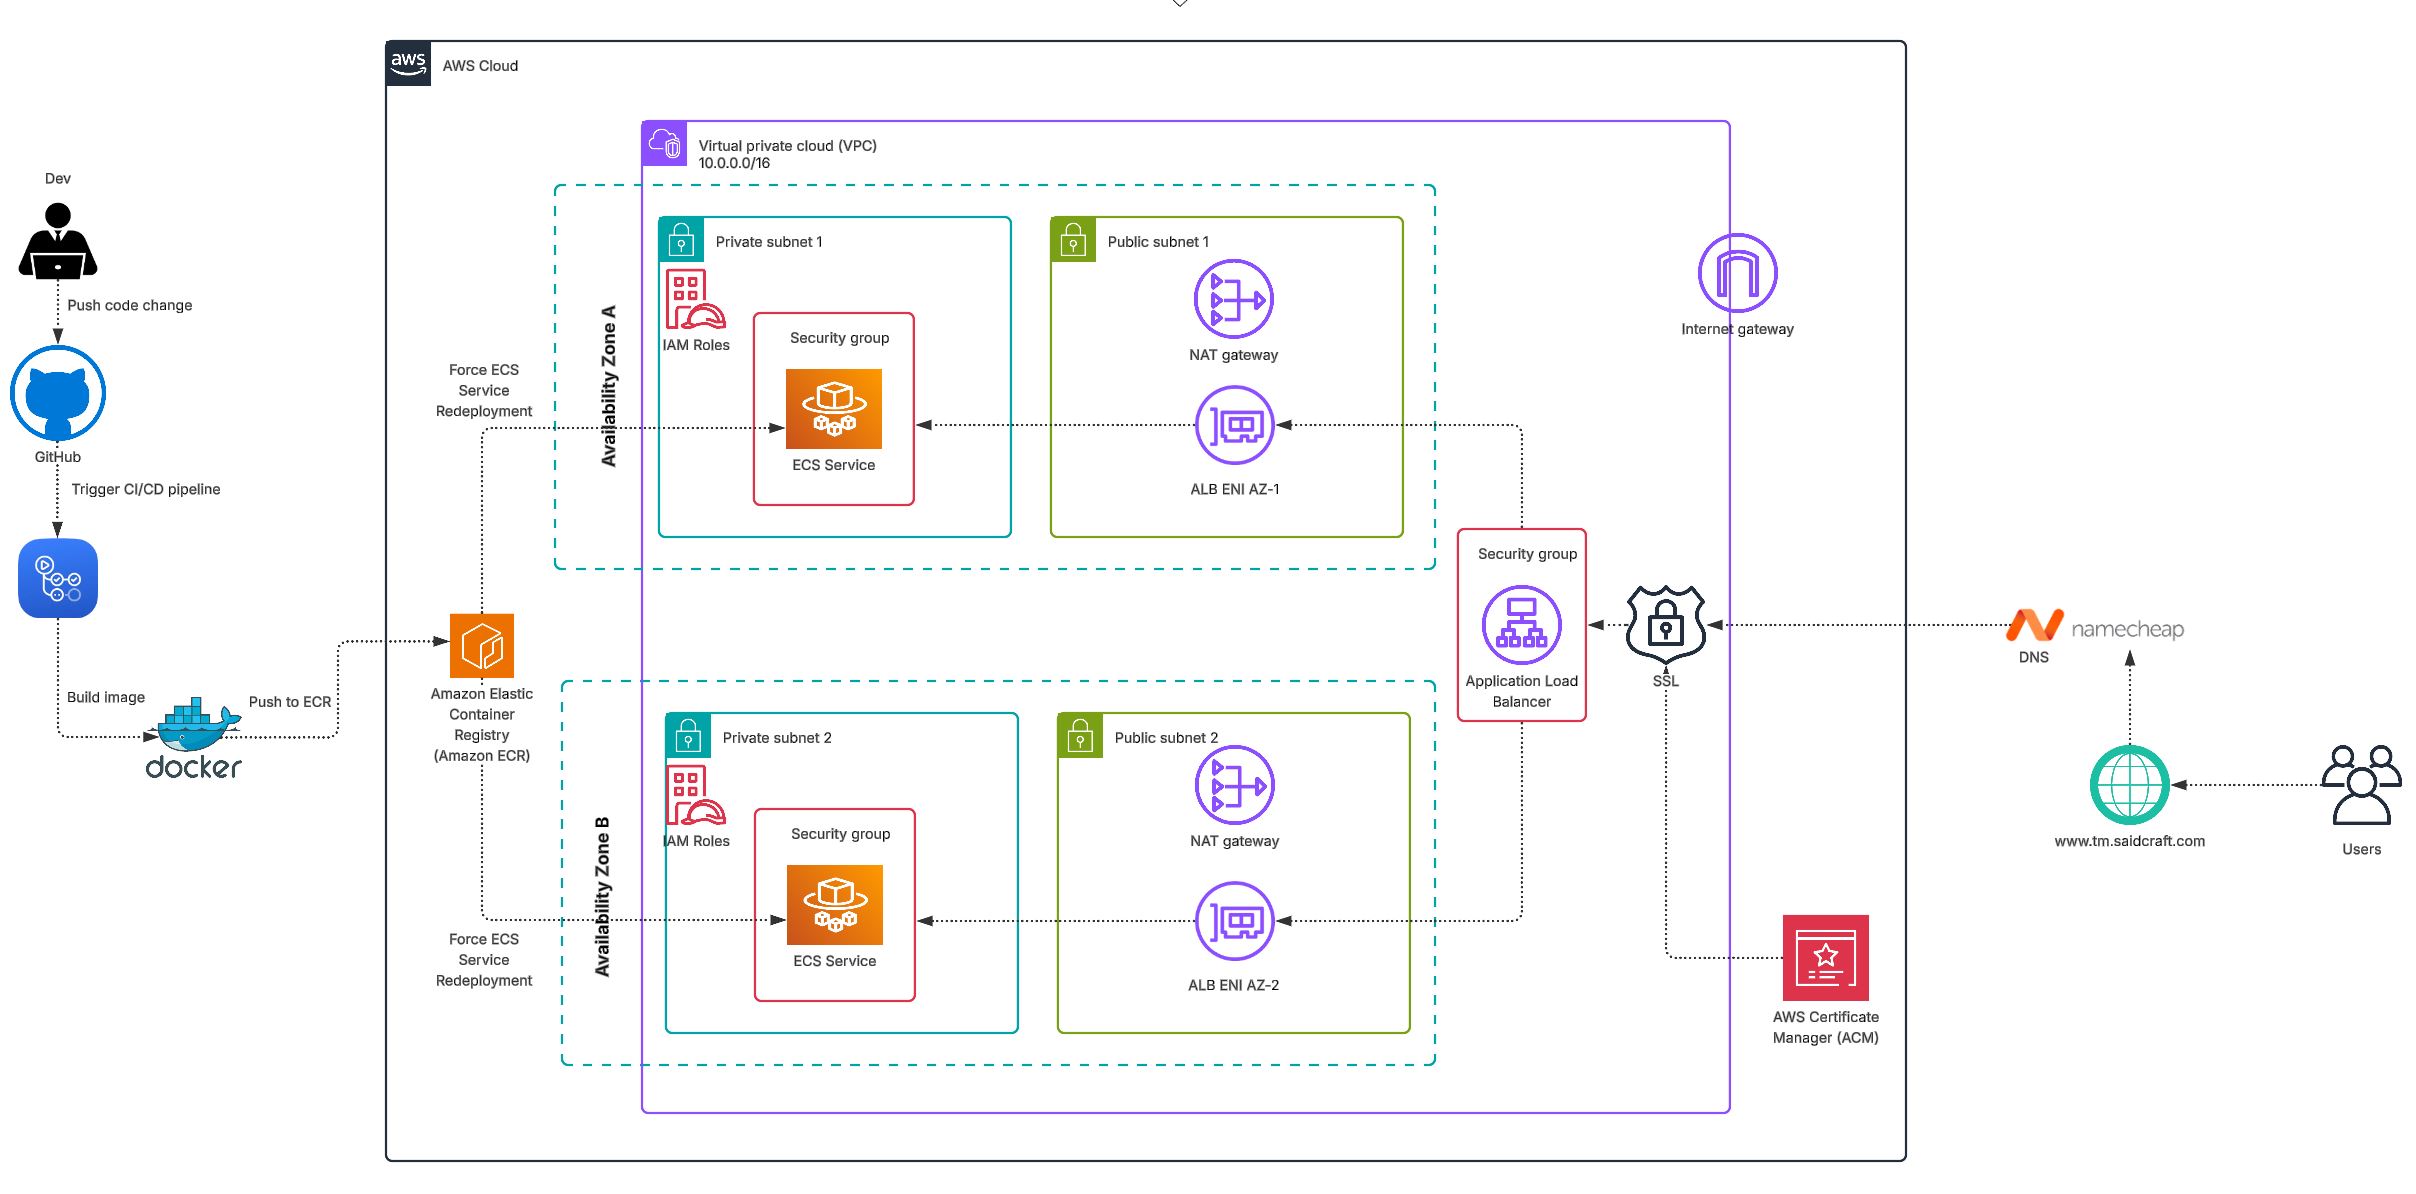 aws
AWS Cloud
Virtual private cloud (VPC)
10.0.0.0/16
Dev
Push code change
GitHub
Trigger CI/CD pipeline
Build image
docker
Push to ECR
Force ECS
Service
Redeployment
Amazon Elastic
Container
Registry
(Amazon ECR)
Force ECS
Service
Redeployment
Availability Zone A
Private subnet 1
IAM Roles
Security group
ECS Service
Public subnet 1
NAT gateway
ALB ENI AZ-1
Availability Zone B
Private subnet 2
IAM Roles
Security group
ECS Service
Public subnet 2
NAT gateway
ALB ENI AZ-2
Security group
Application Load
Balancer
Internet gateway
SSL
AWS Certificate
Manager (ACM)
namecheap
DNS
www.tm.saidcraft.com
Users